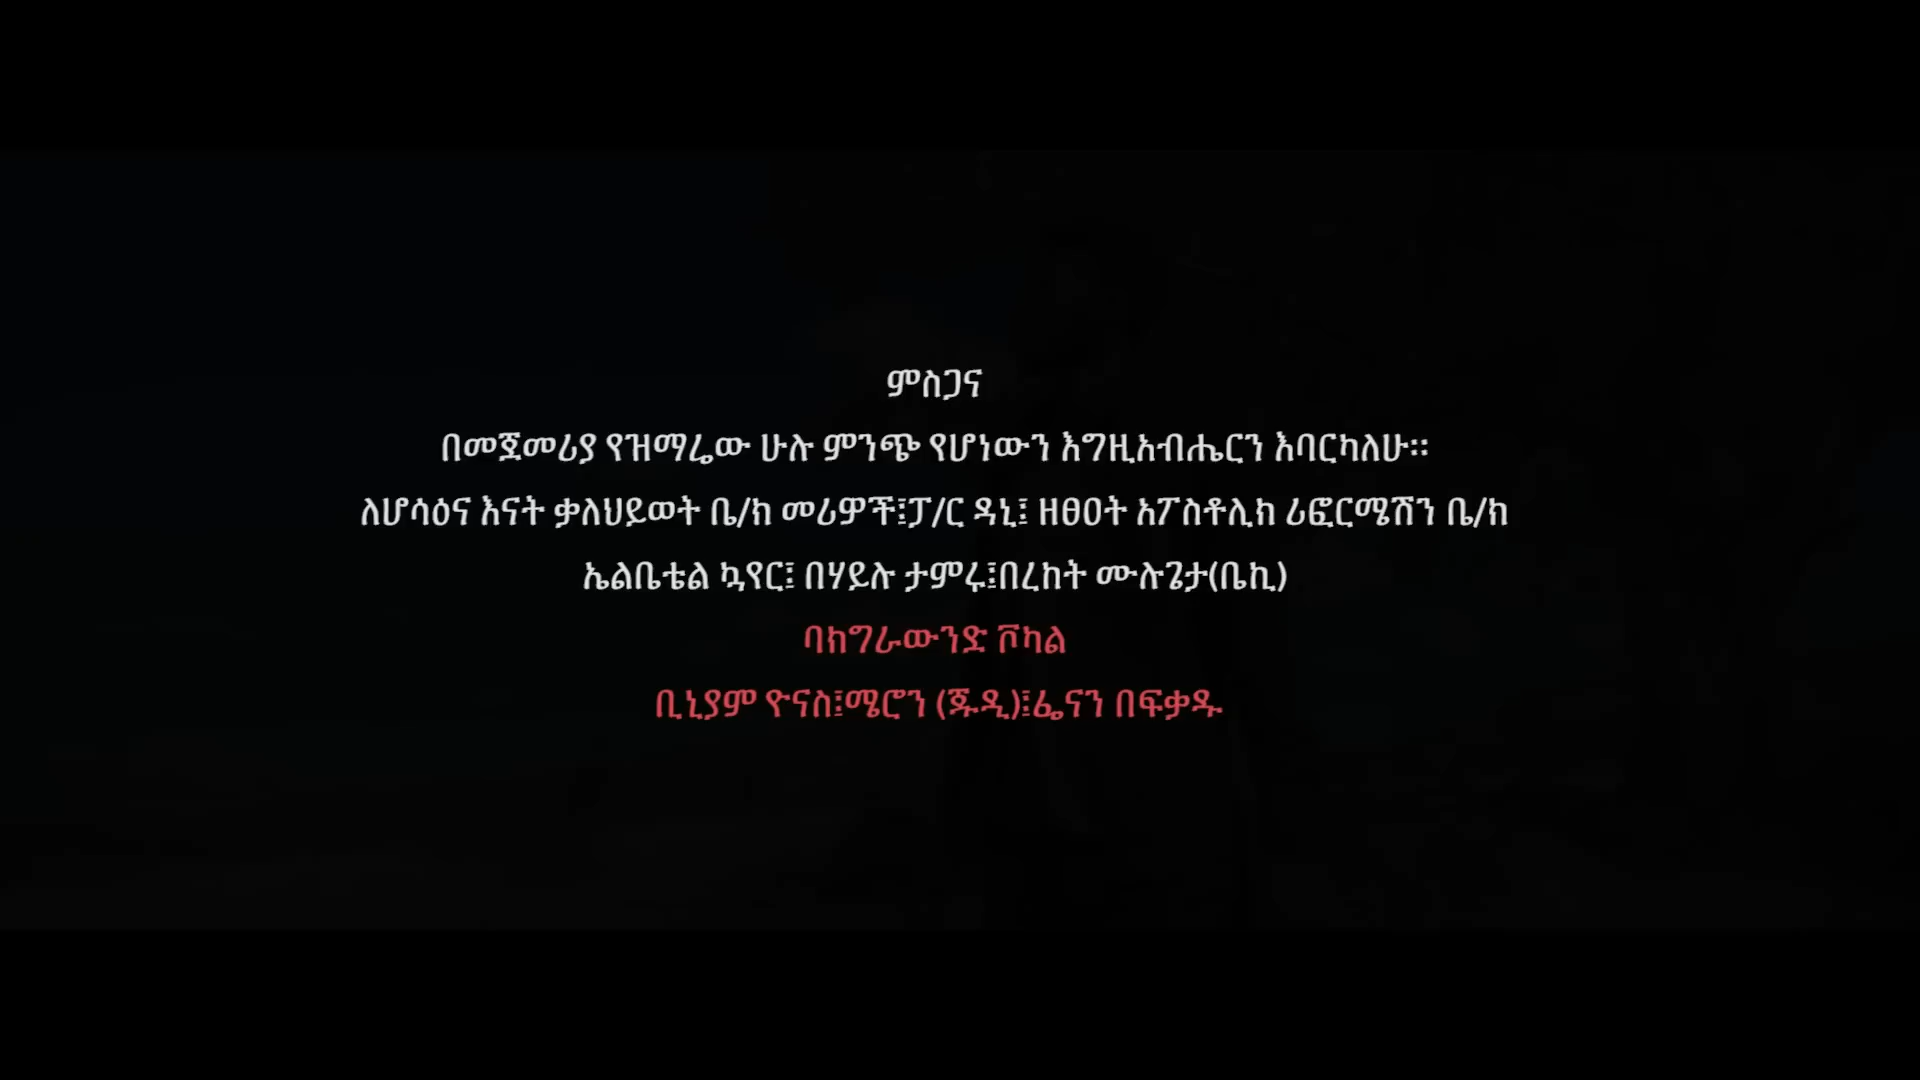 ምስጋና
በመጀመሪያ የዝማሬው ሁሉ ምንጭ የሆነውን እግዚአብሔርን እባርካለሁ።
ለሆሳዕና እናት ቃለህይወት ቤ/ክ መሪዎች፤ፓ/ር ዳኒ፤ ዘፀዐት አፖስቶሊክ ሪፎርሜሽን ቤ/ክ
ኤልቤቴል ኳየር፤ በሃይሉ ታምሩ፤በረከት ሙሉጌታ(ቤኪ)
ባክግራውንድ ቮካል
ቢኒያም ዮናስ፤ሜሮን (ጁዲ)፤ፌናን በፍቃዱ